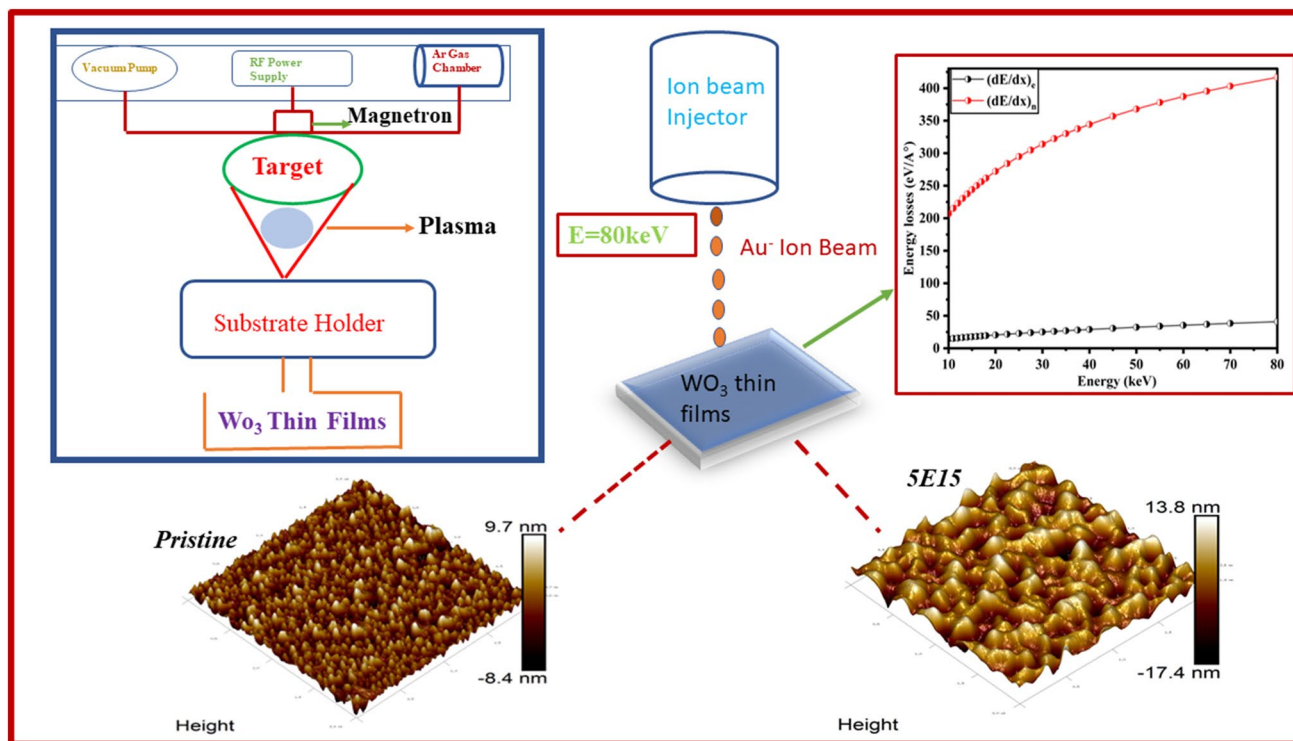 Vacuum Pump
RF Power
Supply
Ar Gas
Chamber
Magnetron
Target
Plasma
Substrate Holder
Wo₃ Thin Films
Ion beam
Injector
E=80keV
Au⁻ Ion Beam
WO₃ thin
films
(dE/dx)ₑ
(dE/dx)ₙ
Energy losses (eV/A°)
400
350
300
250
200
150
100
50
0
10 20 30 40 50 60 70 80
Energy (keV)
Pristine
9.7 nm
-8.4 nm
Height
5E15
13.8 nm
-17.4 nm
Height